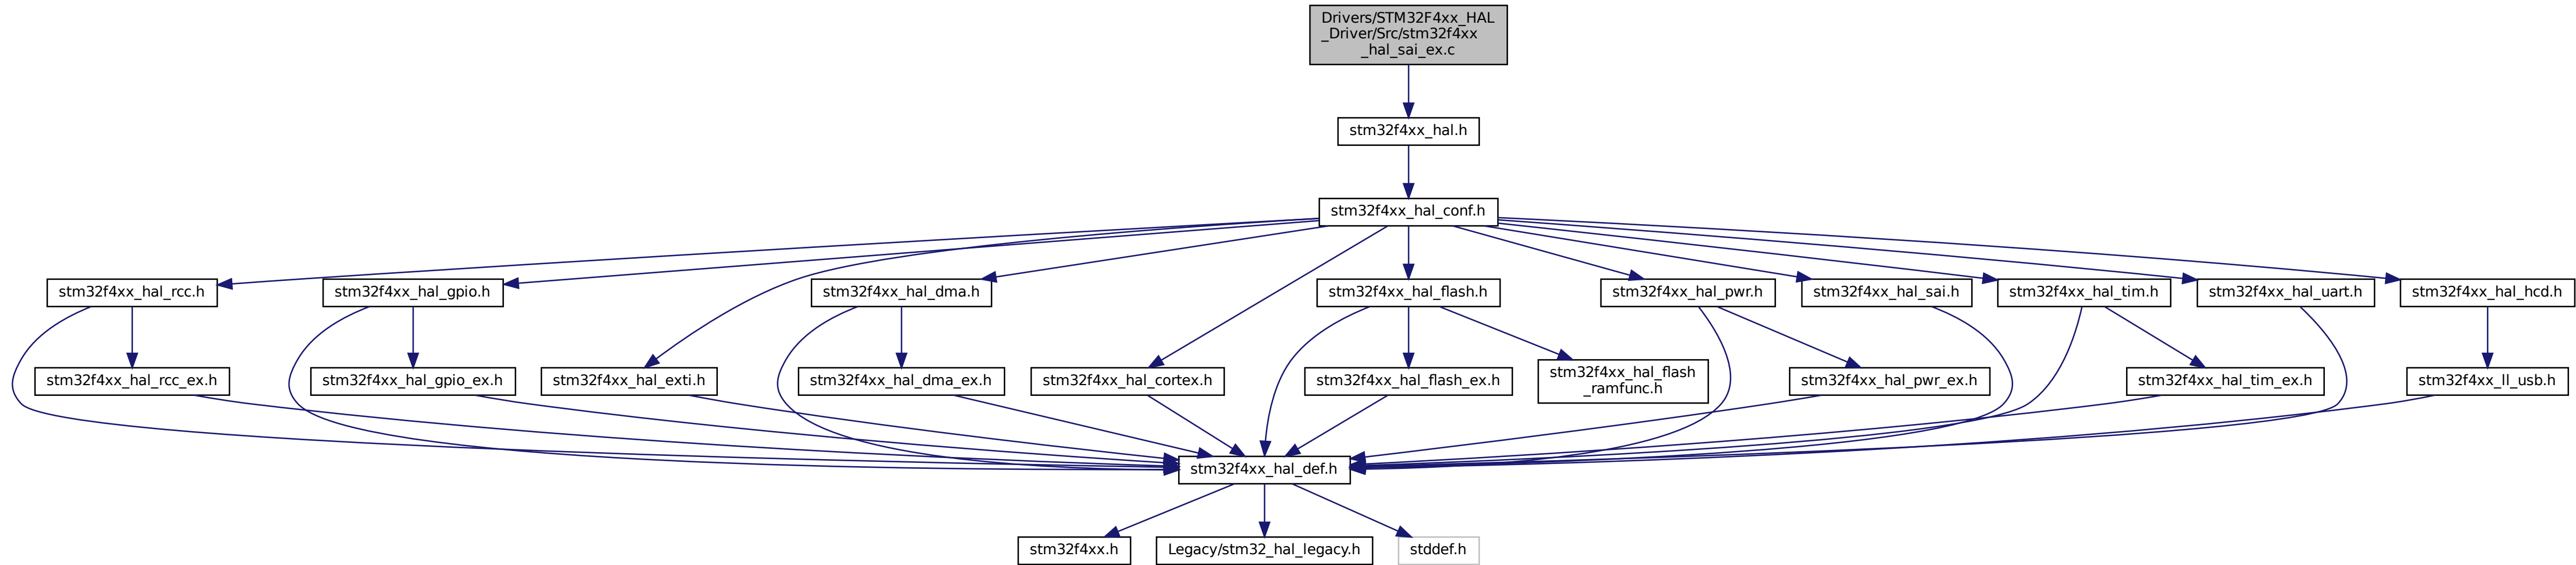 Drivers/STM32F4xx_HAL
_Driver/Src/stm32f4xx
_hal_sai_ex.c
stm32f4xx_hal.h
stm32f4xx_hal_conf.h
stm32f4xx_hal_rcc.h
stm32f4xx_hal_gpio.h
stm32f4xx_hal_dma.h
stm32f4xx_hal_flash.h
stm32f4xx_hal_pwr.h
stm32f4xx_hal_sai.h
stm32f4xx_hal_tim.h
stm32f4xx_hal_uart.h
stm32f4xx_hal_hcd.h
stm32f4xx_hal_rcc_ex.h
stm32f4xx_hal_gpio_ex.h
stm32f4xx_hal_exti.h
stm32f4xx_hal_dma_ex.h
stm32f4xx_hal_cortex.h
stm32f4xx_hal_flash_ex.h
stm32f4xx_hal_flash
_ramfunc.h
stm32f4xx_hal_pwr_ex.h
stm32f4xx_hal_tim_ex.h
stm32f4xx_ll_usb.h
stm32f4xx_hal_def.h
stm32f4xx.h
Legacy/stm32_hal_legacy.h
stddef.h